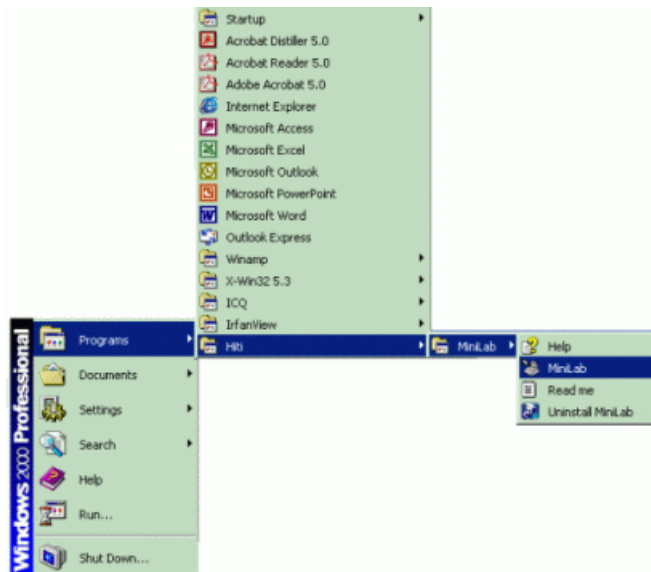 Startup
Acrobat Distiller 5.0
Acrobat Reader 5.0
Adobe Acrobat 5.0
Internet Explorer
Microsoft Access
Microsoft Excel
Microsoft Outlook
Microsoft PowerPoint
Microsoft Word
Outlook Express
Winamp
X-Win32 5.3
ICQ
IrfanView
Hiti
MiniLab
Help
MiniLab
Read me
Uninstall MiniLab
Programs
Documents
Settings
Search
Help
Run...
Shut Down...
Windows 2000 Professional